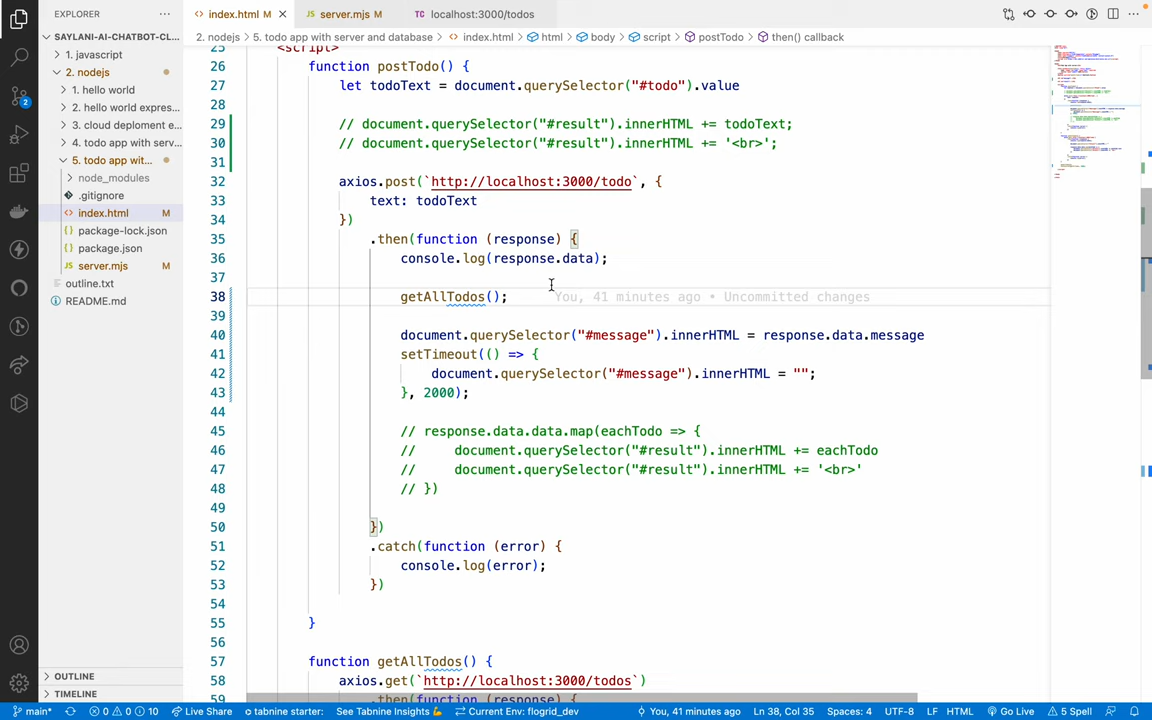 EXPLORER
SAYLANI-AI-CHATBOT-CL...
1. javascript
2. nodejs
1. hello world
2. hello world expres...
3. cloud deploment e...
4. todo app with serv...
5. todo app wit...
node_modules
.gitignore
index.html M
package-lock.json
package.json
server.mjs M
outline.txt
README.md
OUTLINE
TIMELINE
2
index.html M
server.mjs M
localhost:3000/todos
2. nodejs > 5. todo app with server and database > index.html > html > body > script > postTodo > then() callback
25 <script>
26 function postTodo() {
27 let todoText = document.querySelector("#todo").value
28
29 // document.querySelector("#result").innerHTML += todoText;
30 // document.querySelector("#result").innerHTML += '<br>';
31
32 axios.post(`http://localhost:3000/todo`, {
33 text: todoText
34 })
35 .then(function (response) {
36 console.log(response.data);
37
38 getAllTodos(); You, 41 minutes ago • Uncommitted changes
39
40 document.querySelector("#message").innerHTML = response.data.message
41 setTimeout(() => {
42 document.querySelector("#message").innerHTML = "";
43 }, 2000);
44
45 // response.data.data.map(eachTodo => {
46 // document.querySelector("#result").innerHTML += eachTodo
47 // document.querySelector("#result").innerHTML += '<br>'
48 // })
49
50 })
51 .catch(function (error) {
52 console.log(error);
53 })
54
55 }
56
57 function getAllTodos() {
58 axios.get(`http://localhost:3000/todos`)
59 .then(function (response) {
main* 0 0 10 Live Share tabnine starter: See Tabnine Insights Current Env: flogrid_dev You, 41 minutes ago Ln 38, Col 35 Spaces: 4 UTF-8 LF HTML Go Live 5 Spell